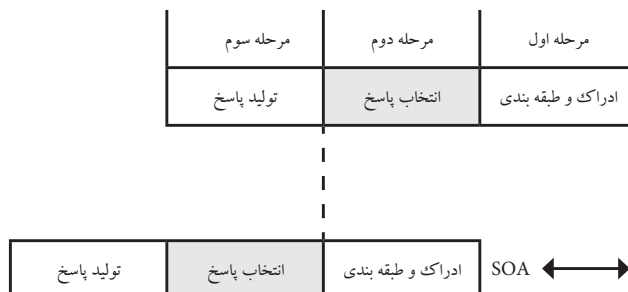 مرحله اول مرحله دوم مرحله سوم
ادراک و طبقه بندی انتخاب پاسخ تولید پاسخ
SOA ادراک و طبقه بندی انتخاب پاسخ تولید پاسخ